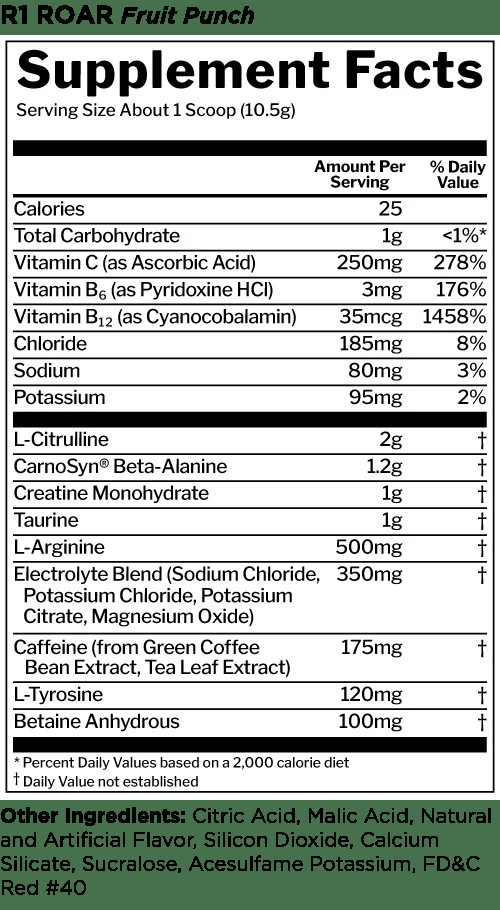 R1 ROAR Fruit Punch
Supplement Facts
Serving Size About 1 Scoop (10.5g)
Amount Per Serving % Daily Value
Calories 25
Total Carbohydrate 1g <1%*
Vitamin C (as Ascorbic Acid) 250mg 278%
Vitamin B₆ (as Pyridoxine HCl) 3mg 176%
Vitamin B₁₂ (as Cyanocobalamin) 35mcg 1458%
Chloride 185mg 8%
Sodium 80mg 3%
Potassium 95mg 2%
L-Citrulline 2g †
CarnoSyn® Beta-Alanine 1.2g †
Creatine Monohydrate 1g †
Taurine 1g †
L-Arginine 500mg †
Electrolyte Blend (Sodium Chloride, 350mg †
Potassium Chloride, Potassium
Citrate, Magnesium Oxide)
Caffeine (from Green Coffee 175mg †
Bean Extract, Tea Leaf Extract)
L-Tyrosine 120mg †
Betaine Anhydrous 100mg †
* Percent Daily Values based on a 2,000 calorie diet
† Daily Value not established
Other Ingredients: Citric Acid, Malic Acid, Natural
and Artificial Flavor, Silicon Dioxide, Calcium
Silicate, Sucralose, Acesulfame Potassium, FD&C
Red #40